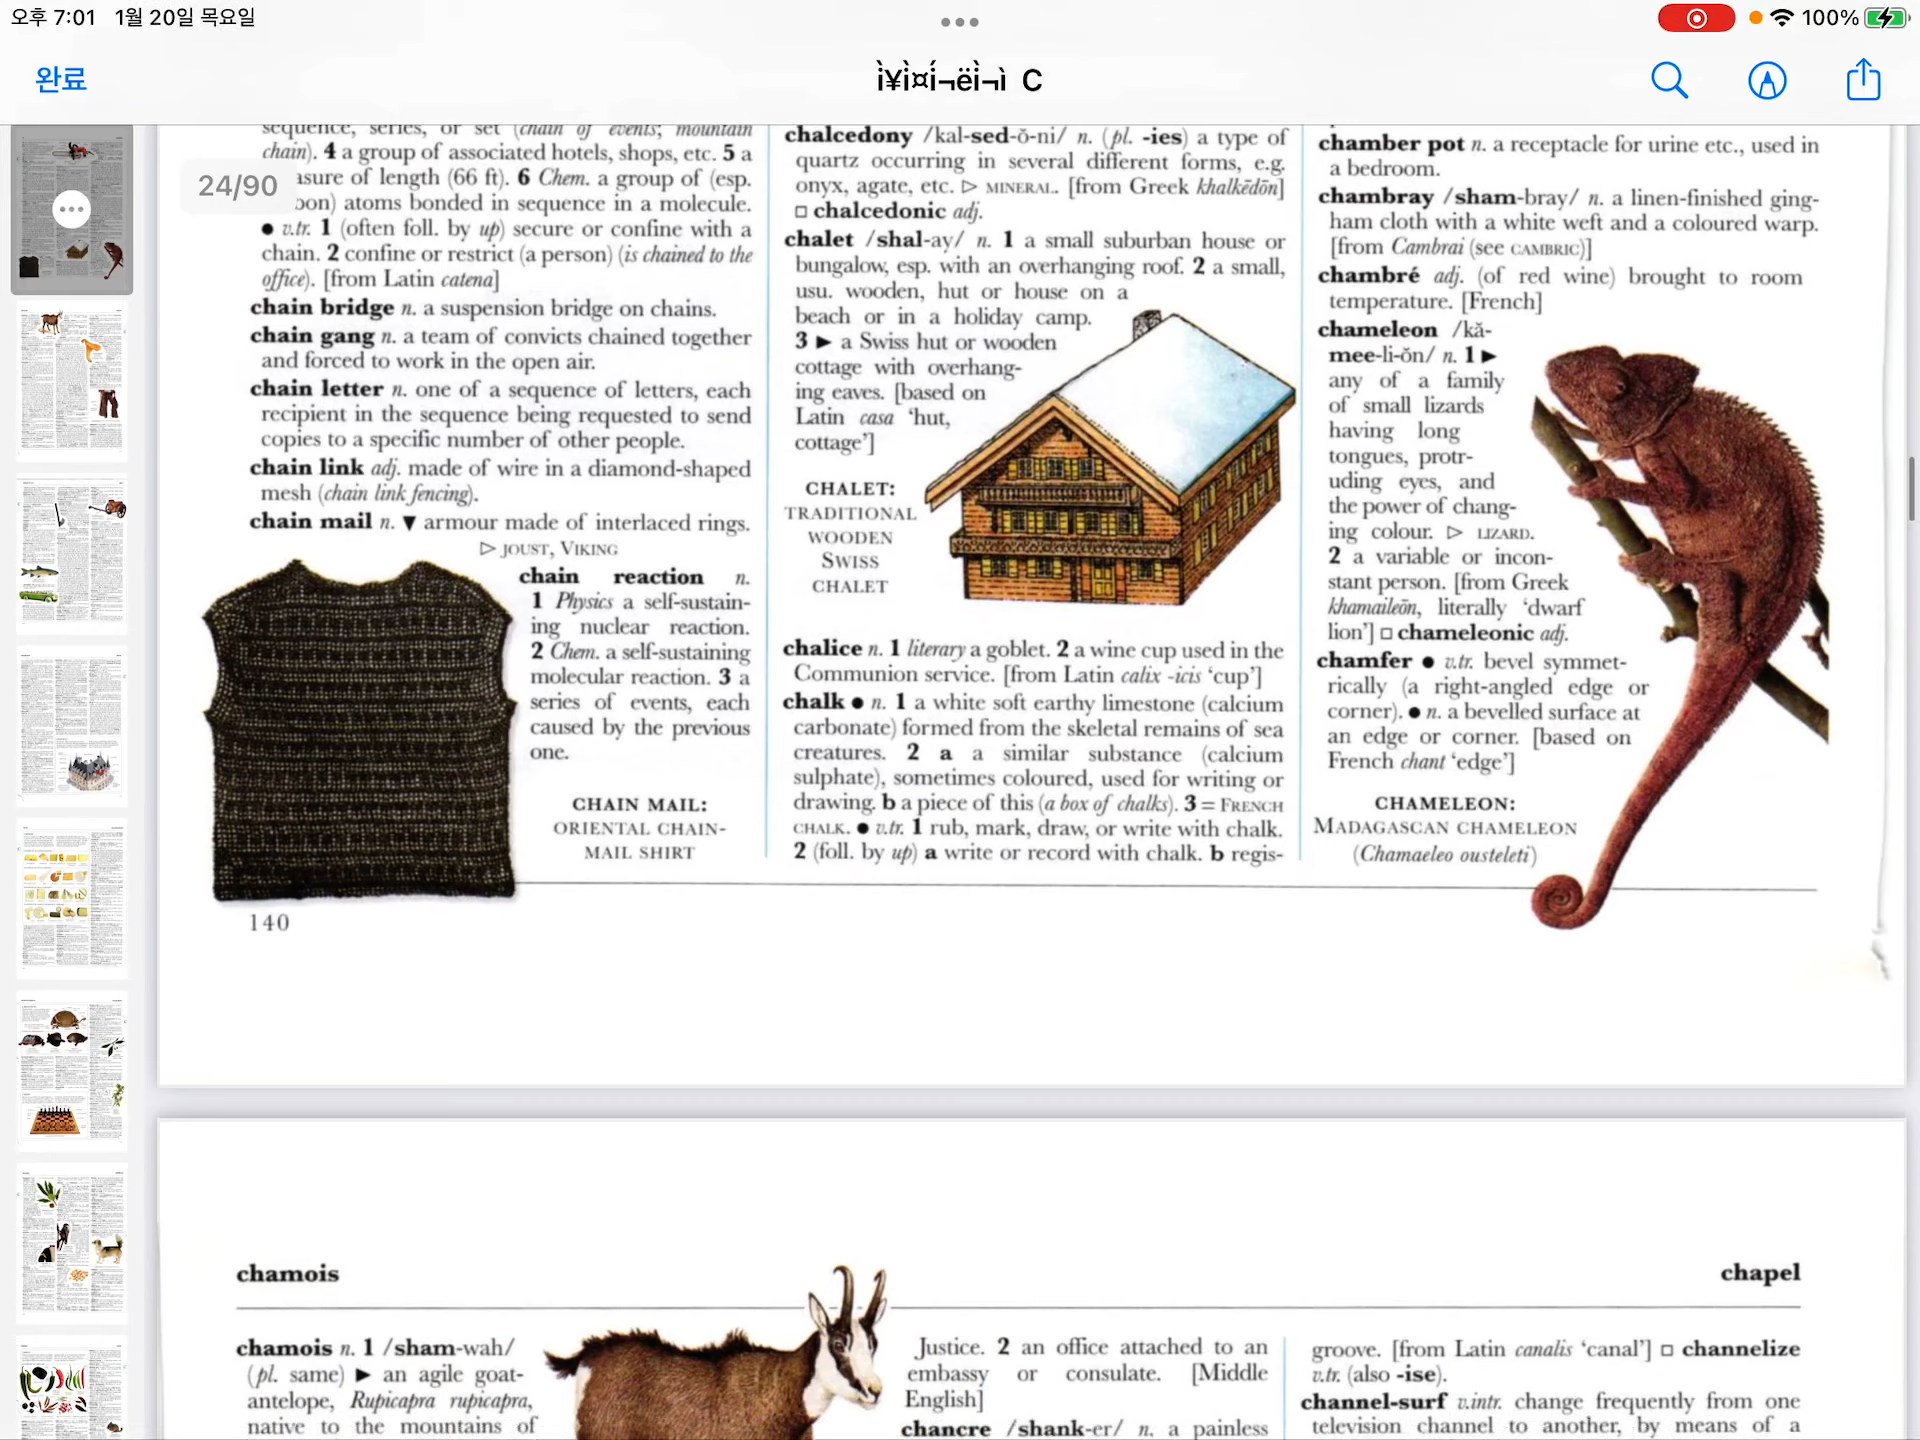 오후 7:01 1월 20일 목요일
100%
완료
Ì¥Ì¤Í¬ëÌ¬ì C
24/90
sequence, series, or set (chain of events; mountain
chain). 4 a group of associated hotels, shops, etc. 5 a
asure of length (66 ft). 6 Chem. a group of (esp.
bon) atoms bonded in sequence in a molecule.
● v.tr. 1 (often foll. by up) secure or confine with a
chain. 2 confine or restrict (a person) (is chained to the
office). [from Latin catena]
chain bridge n. a suspension bridge on chains.
chain gang n. a team of convicts chained together
and forced to work in the open air.
chain letter n. one of a sequence of letters, each
recipient in the sequence being requested to send
copies to a specific number of other people.
chain link adj. made of wire in a diamond-shaped
mesh (chain link fencing).
chain mail n. ▼ armour made of interlaced rings.
▷ JOUST, VIKING
chain reaction n.
1 Physics a self-sustain-
ing nuclear reaction.
2 Chem. a self-sustaining
molecular reaction. 3 a
series of events, each
caused by the previous
one.
CHAIN MAIL:
ORIENTAL CHAIN-
MAIL SHIRT
140
chalcedony /kal-sed-ŏ-ni/ n. (pl. -ies) a type of
quartz occurring in several different forms, e.g.
onyx, agate, etc. ▷ MINERAL. [from Greek khalkēdōn]
□ chalcedonic adj.
chalet /shal-ay/ n. 1 a small suburban house or
bungalow, esp. with an overhanging roof. 2 a small,
usu. wooden, hut or house on a
beach or in a holiday camp.
3 ▶ a Swiss hut or wooden
cottage with overhang-
ing eaves. [based on
Latin casa ‘hut,
cottage’]
CHALET:
TRADITIONAL
WOODEN
SWISS
CHALET
chalice n. 1 literary a goblet. 2 a wine cup used in the
Communion service. [from Latin calix -icis ‘cup’]
chalk ● n. 1 a white soft earthy limestone (calcium
carbonate) formed from the skeletal remains of sea
creatures. 2 a a similar substance (calcium
sulphate), sometimes coloured, used for writing or
drawing. b a piece of this (a box of chalks). 3 = FRENCH
CHALK. ● v.tr. 1 rub, mark, draw, or write with chalk.
2 (foll. by up) a write or record with chalk. b regis-
chamber pot n. a receptacle for urine etc., used in
a bedroom.
chambray /sham-bray/ n. a linen-finished ging-
ham cloth with a white weft and a coloured warp.
[from Cambrai (see CAMBRIC)]
chambré adj. (of red wine) brought to room
temperature. [French]
chameleon /kă-
mee-li-ŏn/ n. 1 ▶
any of a family
of small lizards
having long
tongues, protr-
uding eyes, and
the power of chang-
ing colour. ▷ LIZARD.
2 a variable or incon-
stant person. [from Greek
khamaileōn, literally ‘dwarf
lion’] □ chameleonic adj.
chamfer ● v.tr. bevel symmet-
rically (a right-angled edge or
corner). ● n. a bevelled surface at
an edge or corner. [based on
French chant ‘edge’]
CHAMELEON:
MADAGASCAN CHAMELEON
(Chamaeleo ousteleti)
chamois
chapel
chamois n. 1 /sham-wah/
(pl. same) ▶ an agile goat-
antelope, Rupicapra rupicapra,
native to the mountains of
Justice. 2 an office attached to an
embassy or consulate. [Middle
English]
chancre /shank-er/ n. a painless
groove. [from Latin canalis ‘canal’] □ channelize
v.tr. (also -ise).
channel-surf v.intr. change frequently from one
television channel to another, by means of a